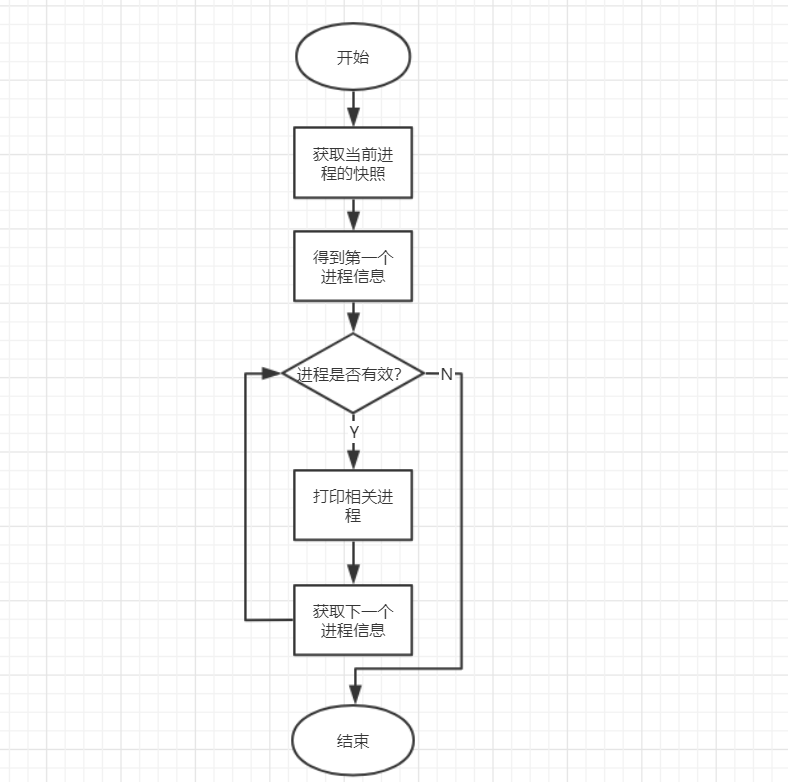 开始
获取当前进
程的快照
得到第一个
进程信息
进程是否有效?
N
Y
打印相关进
程
获取下一个
进程信息
结束